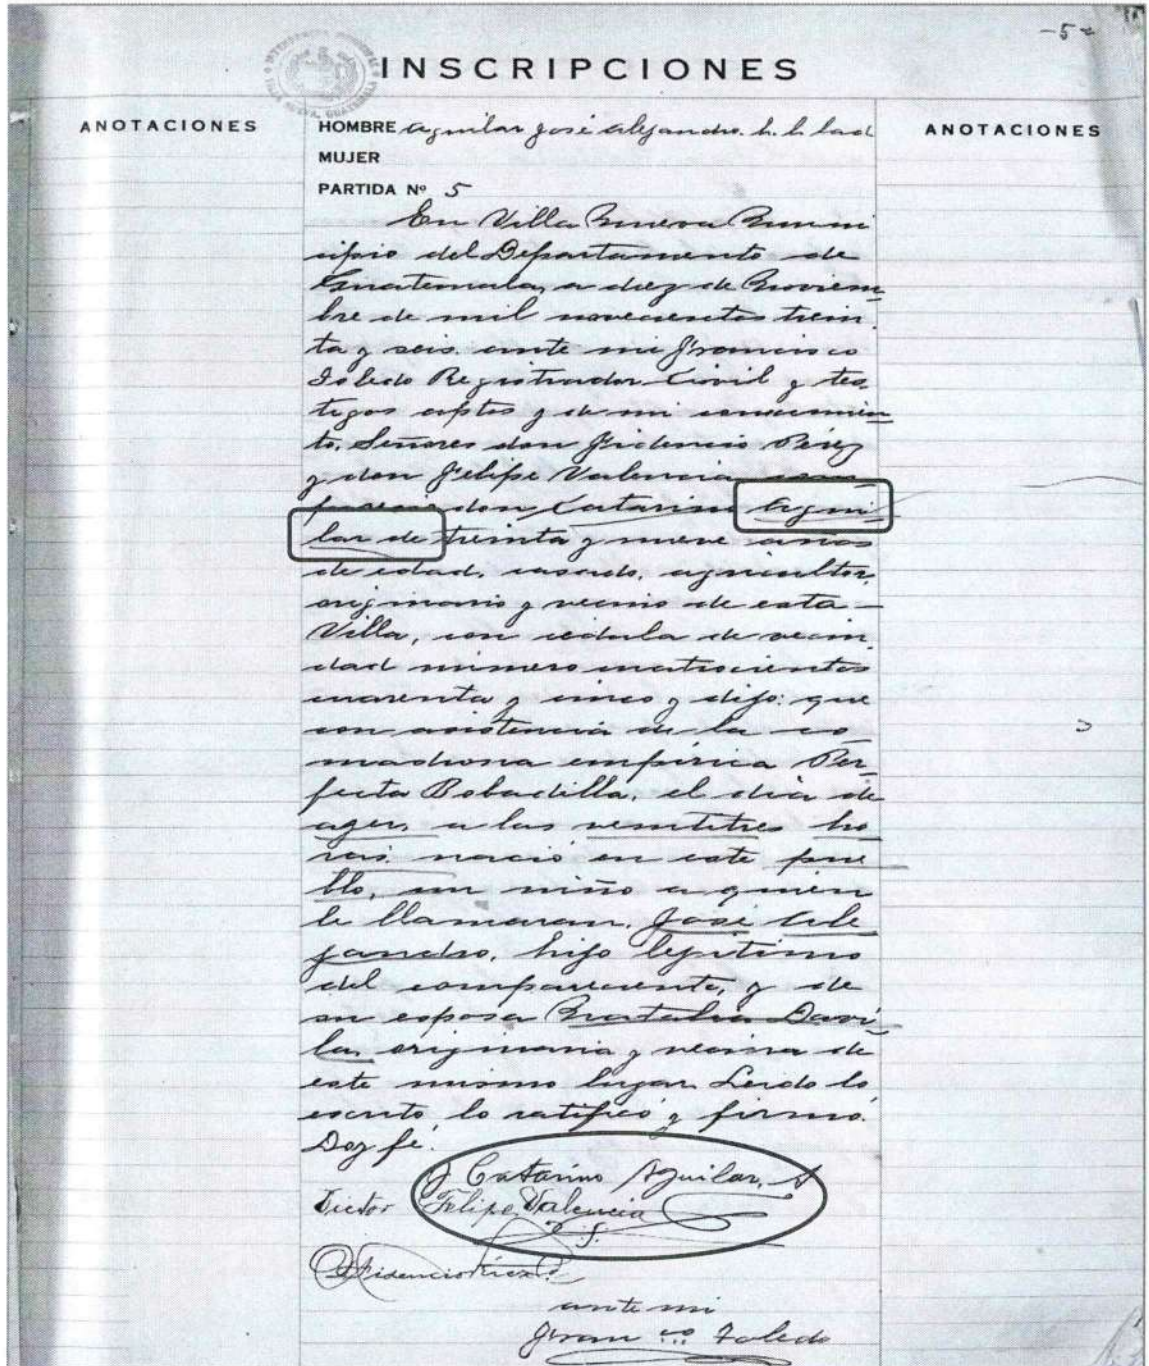 -5-
INSCRIPCIONES
ANOTACIONES
HOMBRE Aguilar José Alejandro. h. l. lad
ANOTACIONES
MUJER
PARTIDA Nº 5
En Villa Nueva Muni
cipio del Departamento de
Guatemala, a diez de Noviem
bre de mil novecientos trein
ta y seis. ante mi Francisco
Toledo Registrador Civil y tes
tigos aptos y de mi conocimien
to, Señores don Fidencio Pérez
y don Felipe Valencia com
parecio don Catarino Agui
lar de treinta y nueve años
de edad, casado, agricultor,
originario y vecino de esta
Villa, con cédula de vecin
dad número cuatrocientos
cuarenta y cinco y dijo: que
con asistencia de la co
madrona empírica Per
fecta Bobadilla, el día de
ayer, a las veintitres ho
ras. nació en este pue
blo, un niño a quien
le llamaran, José Ale
jandro, hijo lejitimo
del compareciente, y de
su esposa Natalia Davi
la, originaria y vecina de
este mismo lugar. Leido lo
escrito lo ratificó y firmó.
Doy fé.
J Catarino Aguilar. A
Felipe Valencia
Fidencio Pérez
ante mi
Fran co Toledo